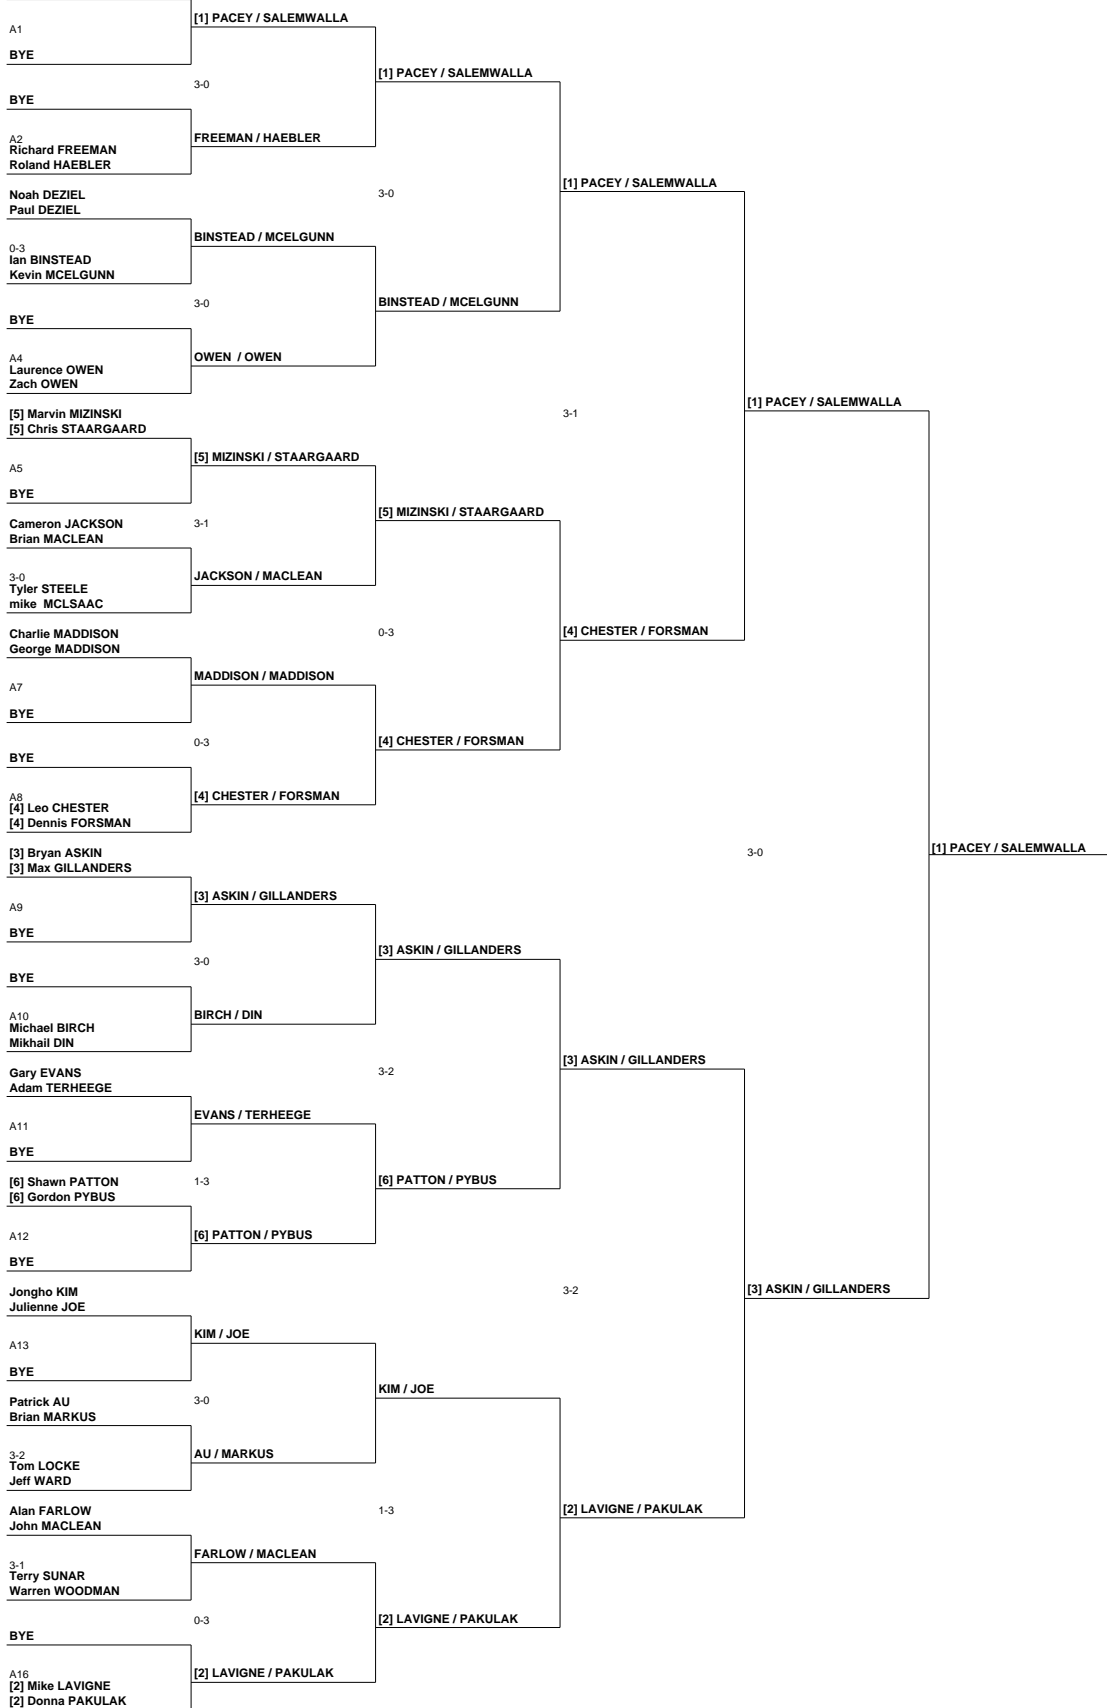 [1] PACEY / SALEMWALLA
A1
BYE
[1] PACEY / SALEMWALLA
3-0
BYE
FREEMAN / HAEBLER
A2
Richard FREEMAN
Roland HAEBLER
[1] PACEY / SALEMWALLA
3-0
Noah DEZIEL
Paul DEZIEL
BINSTEAD / MCELGUNN
0-3
Ian BINSTEAD
Kevin MCELGUNN
BINSTEAD / MCELGUNN
3-0
BYE
OWEN / OWEN
A4
Laurence OWEN
Zach OWEN
[1] PACEY / SALEMWALLA
3-1
[5] Marvin MIZINSKI
[5] Chris STAARGAARD
[5] MIZINSKI / STAARGAARD
A5
BYE
[5] MIZINSKI / STAARGAARD
3-1
Cameron JACKSON
Brian MACLEAN
JACKSON / MACLEAN
3-0
Tyler STEELE
mike MCLSAAC
[4] CHESTER / FORSMAN
0-3
Charlie MADDISON
George MADDISON
MADDISON / MADDISON
A7
BYE
[4] CHESTER / FORSMAN
0-3
BYE
[4] CHESTER / FORSMAN
A8
[4] Leo CHESTER
[4] Dennis FORSMAN
[1] PACEY / SALEMWALLA
3-0
[3] Bryan ASKIN
[3] Max GILLANDERS
[3] ASKIN / GILLANDERS
A9
BYE
[3] ASKIN / GILLANDERS
3-0
BYE
BIRCH / DIN
A10
Michael BIRCH
Mikhail DIN
[3] ASKIN / GILLANDERS
3-2
Gary EVANS
Adam TERHEEGE
EVANS / TERHEEGE
A11
BYE
[6] PATTON / PYBUS
1-3
[6] Shawn PATTON
[6] Gordon PYBUS
[6] PATTON / PYBUS
A12
BYE
[3] ASKIN / GILLANDERS
3-2
Jongho KIM
Julienne JOE
KIM / JOE
A13
BYE
KIM / JOE
3-0
Patrick AU
Brian MARKUS
AU / MARKUS
3-2
Tom LOCKE
Jeff WARD
[2] LAVIGNE / PAKULAK
1-3
Alan FARLOW
John MACLEAN
FARLOW / MACLEAN
3-1
Terry SUNAR
Warren WOODMAN
[2] LAVIGNE / PAKULAK
0-3
BYE
[2] LAVIGNE / PAKULAK
A16
[2] Mike LAVIGNE
[2] Donna PAKULAK